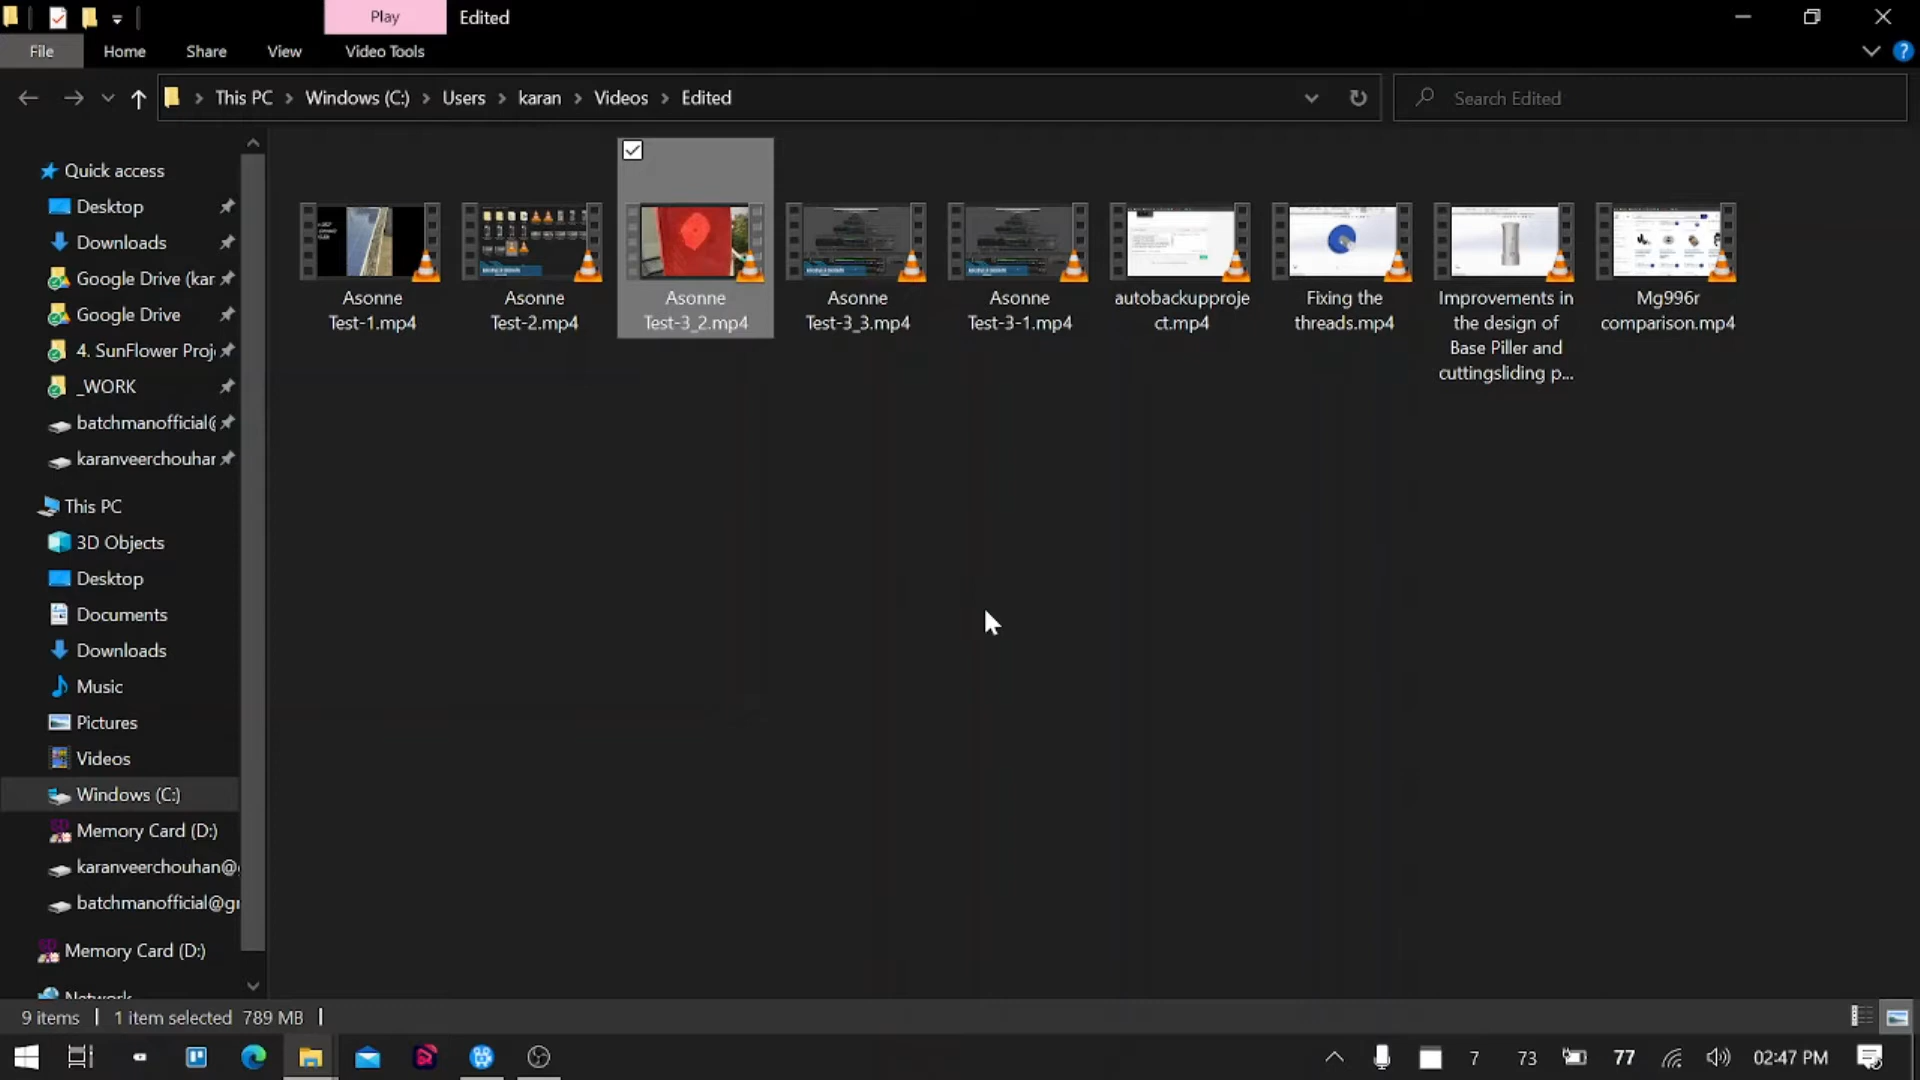 Play
Edited
File
Home
Share
View
Video Tools
This PC
Windows (C:)
Users
karan
Videos
Edited
Search Edited
Quick access
Desktop
Downloads
Google Drive (kar
Google Drive
4. SunFlower Proj
_WORK
batchmanofficial@
karanveerchouhar
This PC
3D Objects
Desktop
Documents
Downloads
Music
Pictures
Videos
Windows (C:)
Memory Card (D:)
karanveerchouhan@g
batchmanofficial@gr
Memory Card (D:)
Network
Asonne
Test-1.mp4
Asonne
Test-2.mp4
Asonne
Test-3_2.mp4
Asonne
Test-3_3.mp4
Asonne
Test-3-1.mp4
autobackupproje
ct.mp4
Fixing the
threads.mp4
Improvements in
the design of
Base Piller and
cuttingsliding p...
Mg996r
comparison.mp4
9 items
1 item selected 789 MB
7
73
77
02:47 PM